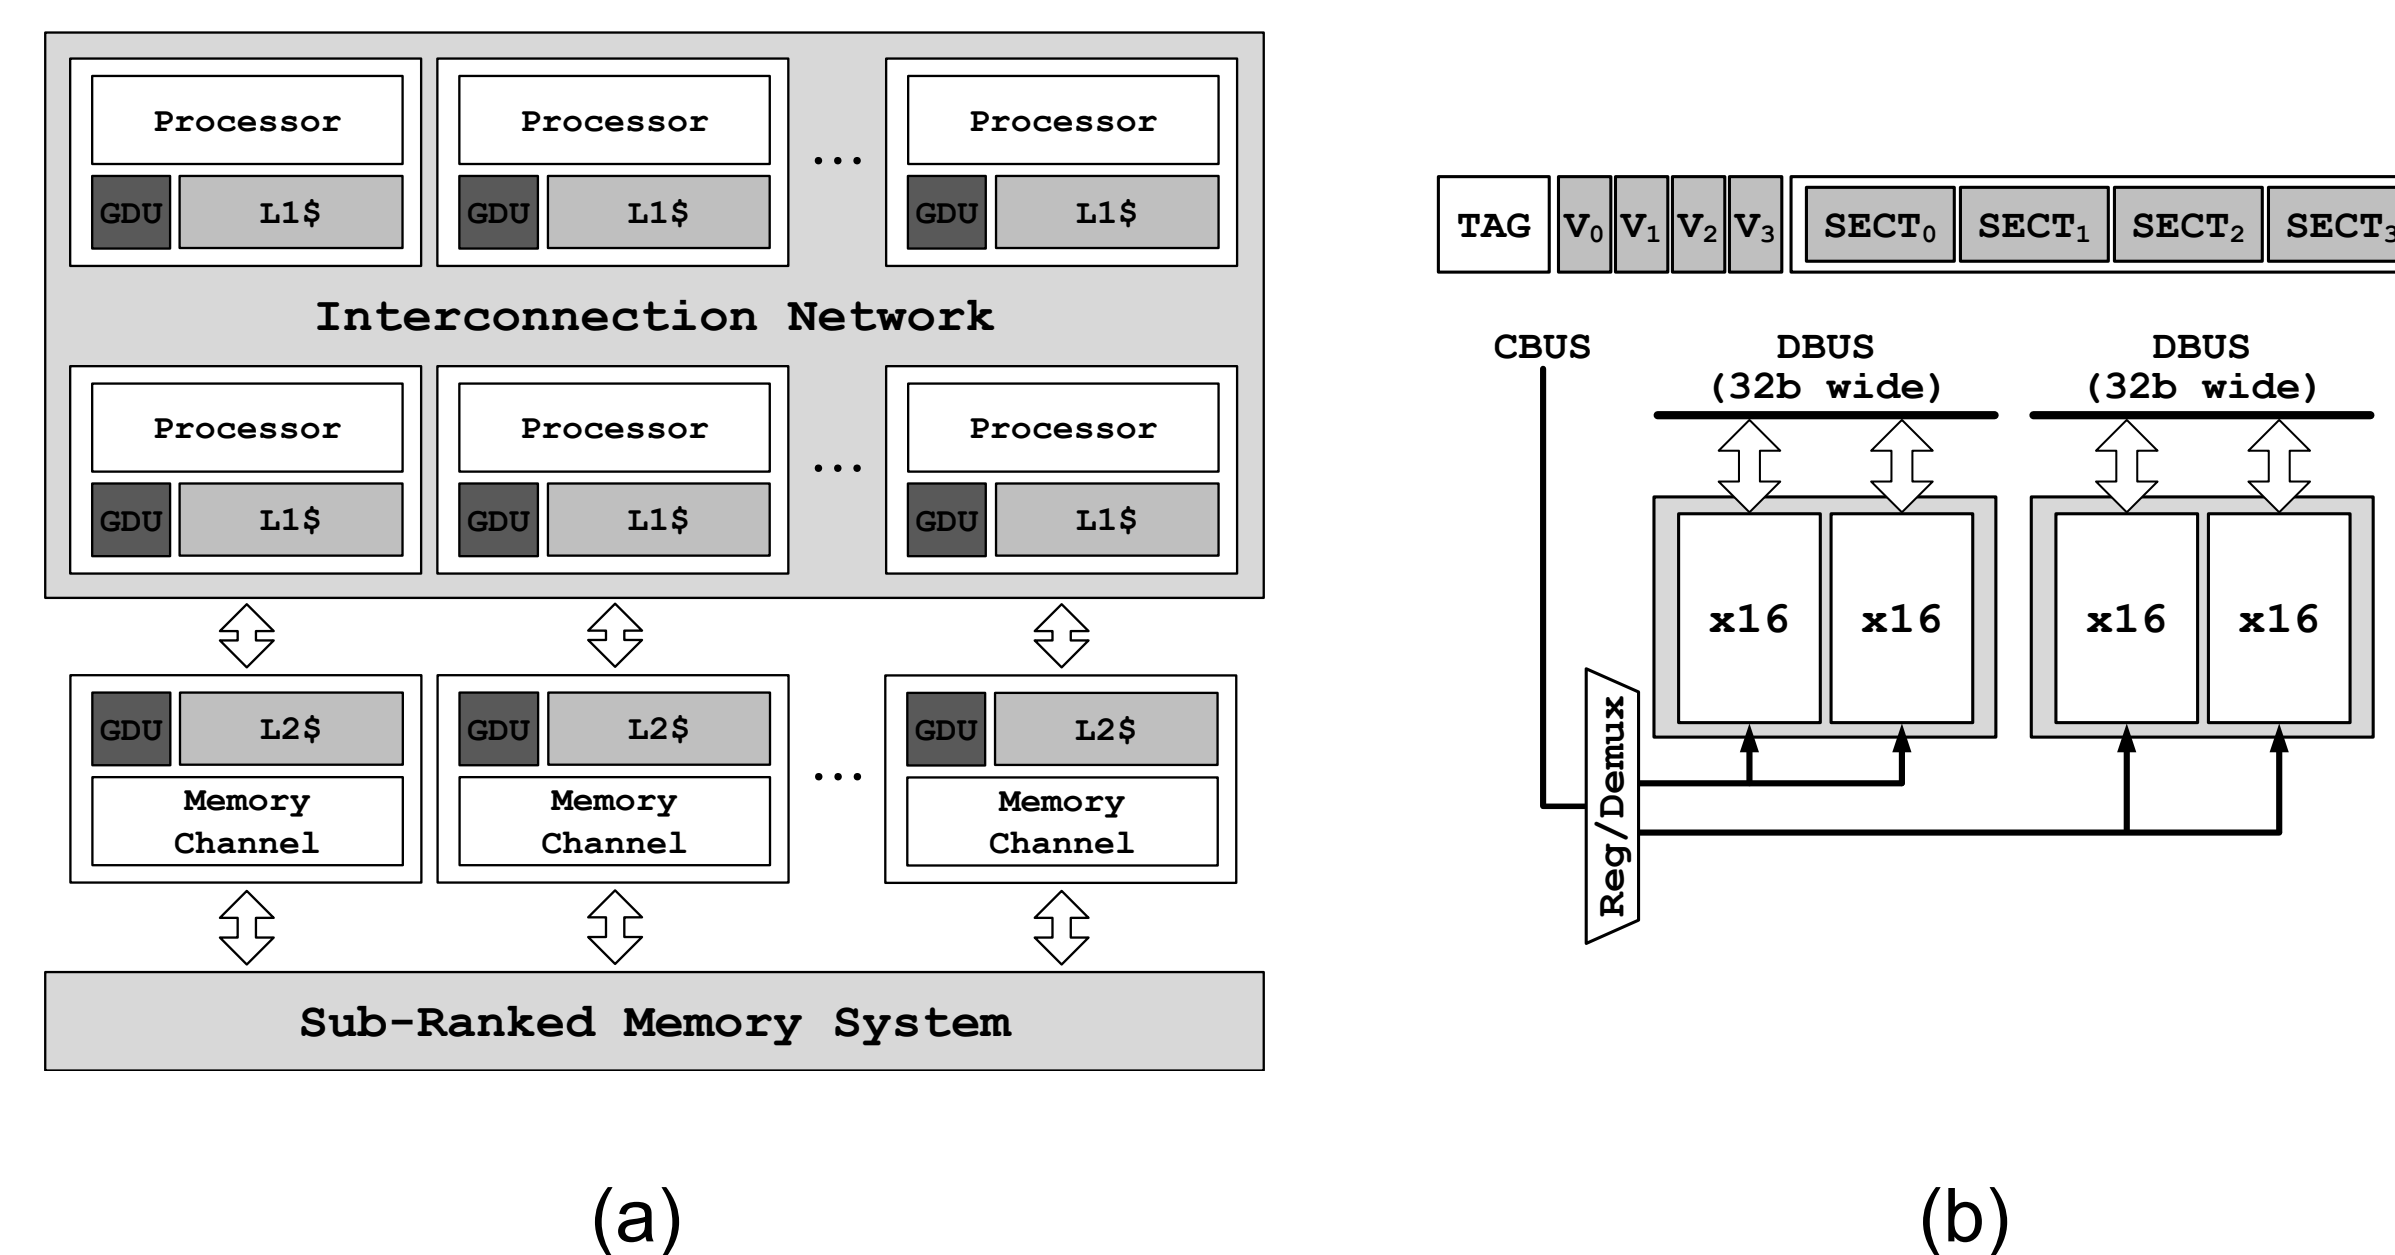 Processor Processor ... Processor
GDU L1$ GDU L1$ GDU L1$
Interconnection Network
Processor Processor ... Processor
GDU L1$ GDU L1$ GDU L1$
GDU L2$ GDU L2$ ... GDU L2$
Memory Channel Memory Channel Memory Channel
Sub-Ranked Memory System
(a)
TAG V₀ V₁ V₂ V₃ SECT₀ SECT₁ SECT₂ SECT₃
CBUS DBUS DBUS
(32b wide) (32b wide)
x16 x16 x16 x16
Reg/Demux
(b)